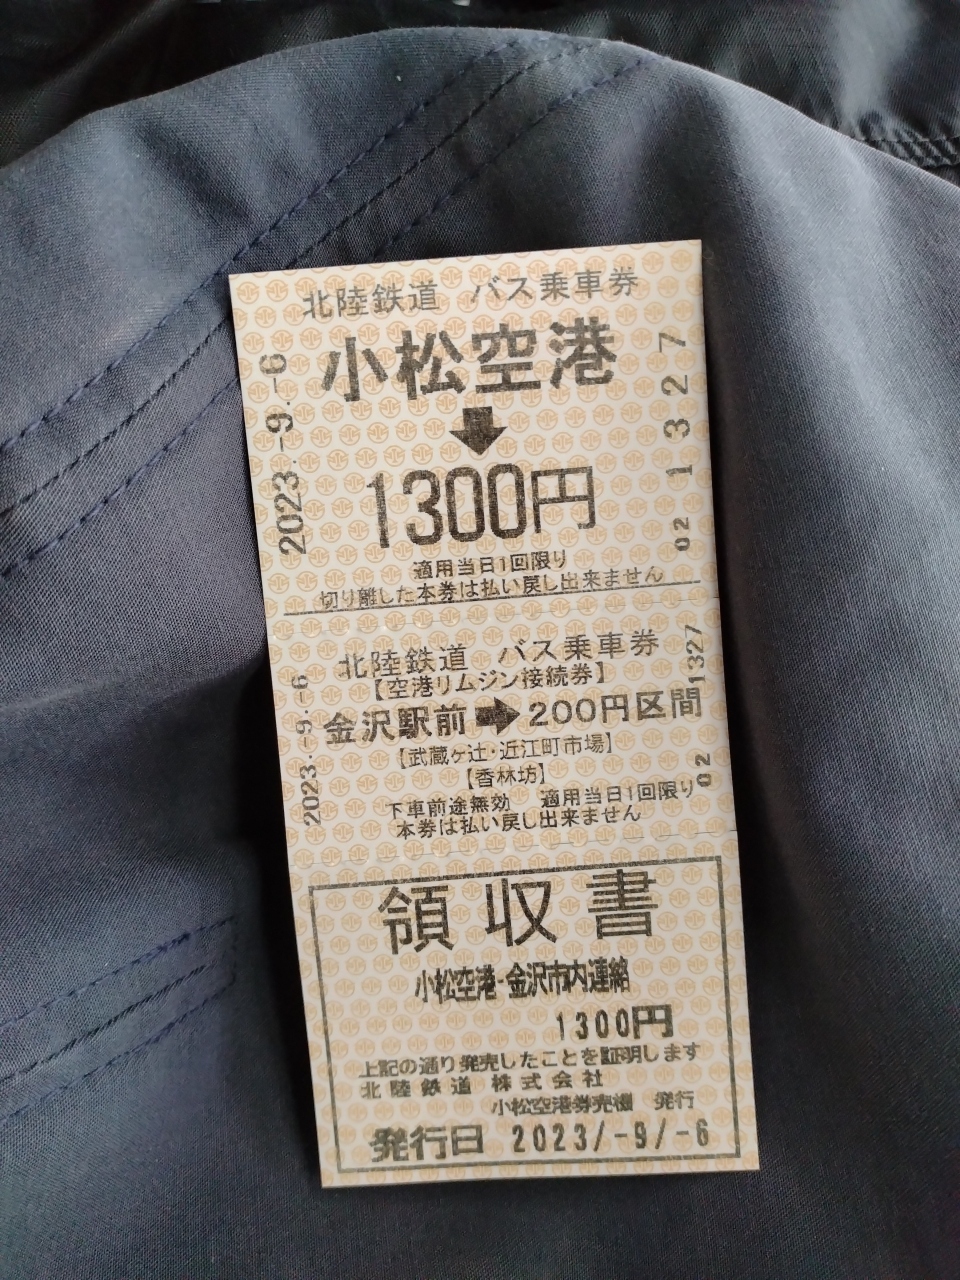 北陸鉄道 バス乗車券
小松空港
1300円
適用当日1回限り
切り離した本券は払い戻し出来ません
2023.-9.-6
02 1327
北陸鉄道 バス乗車券
【空港リムジン接続券】
金沢駅前➡200円区間
【武蔵ヶ辻・近江町市場】
【香林坊】
下車前途無効 適用当日1回限り
本券は払い戻し出来ません
2023.-9.-6
02 1327
領収書
小松空港-金沢市内連絡
1300円
上記の通り発売したことを証明します
北陸鉄道 株式会社
小松空港券売機 発行
発行日 2023/-9/-6